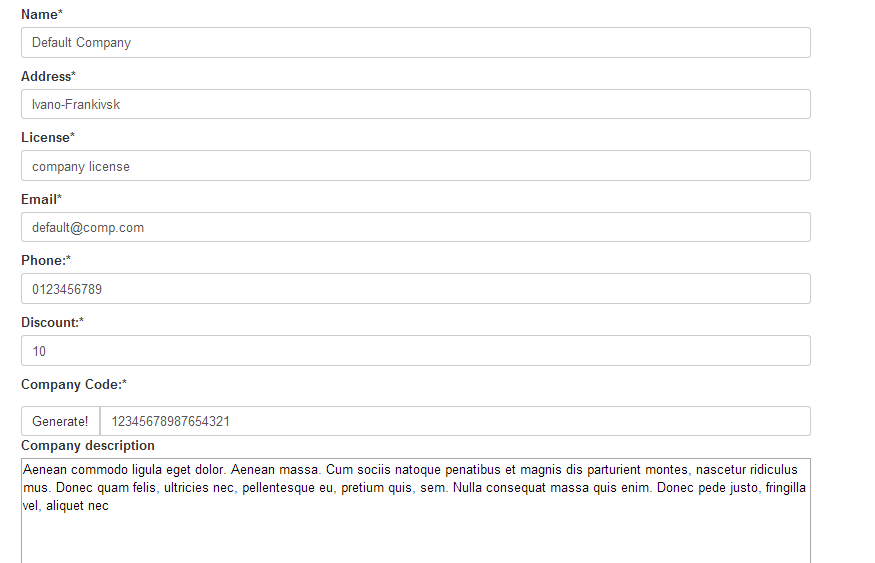 Name*
Default Company
Address*
Ivano-Frankivsk
License*
company license
Email*
default@comp.com
Phone:*
0123456789
Discount:*
10
Company Code:*
Generate! 12345678987654321
Company description
Aenean commodo ligula eget dolor. Aenean massa. Cum sociis natoque penatibus et magnis dis parturient montes, nascetur ridiculus
mus. Donec quam felis, ultricies nec, pellentesque eu, pretium quis, sem. Nulla consequat massa quis enim. Donec pede justo, fringilla
vel, aliquet nec